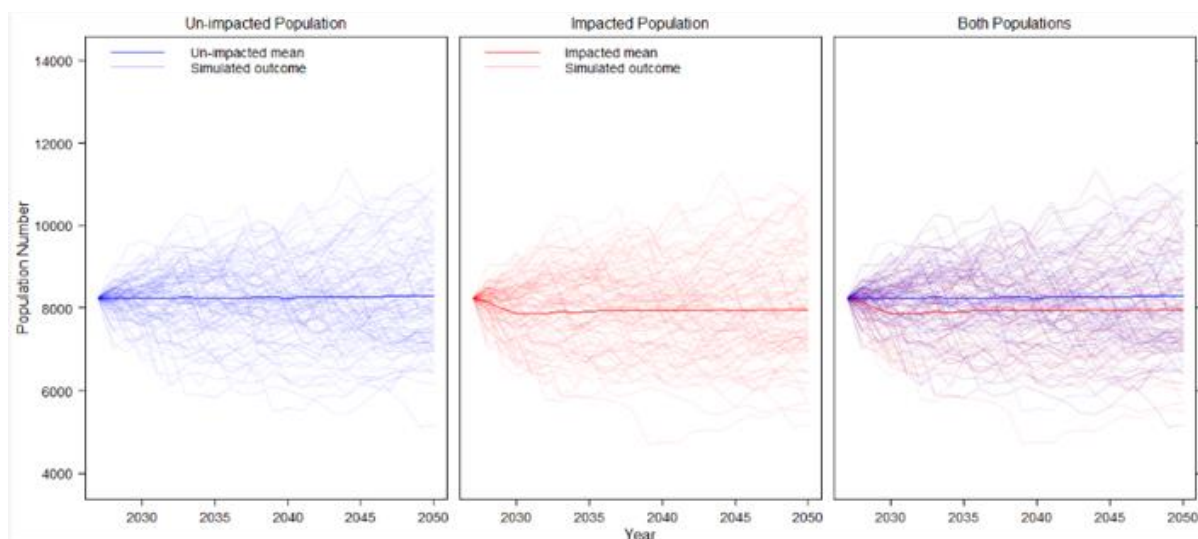 Un-impacted Population
Impacted Population
Both Populations
Un-impacted mean
Simulated outcome
Impacted mean
Simulated outcome
Population Number
14000
12000
10000
8000
6000
4000
2030 2035 2040 2045 2050
2030 2035 2040 2045 2050
2030 2035 2040 2045 2050
Year